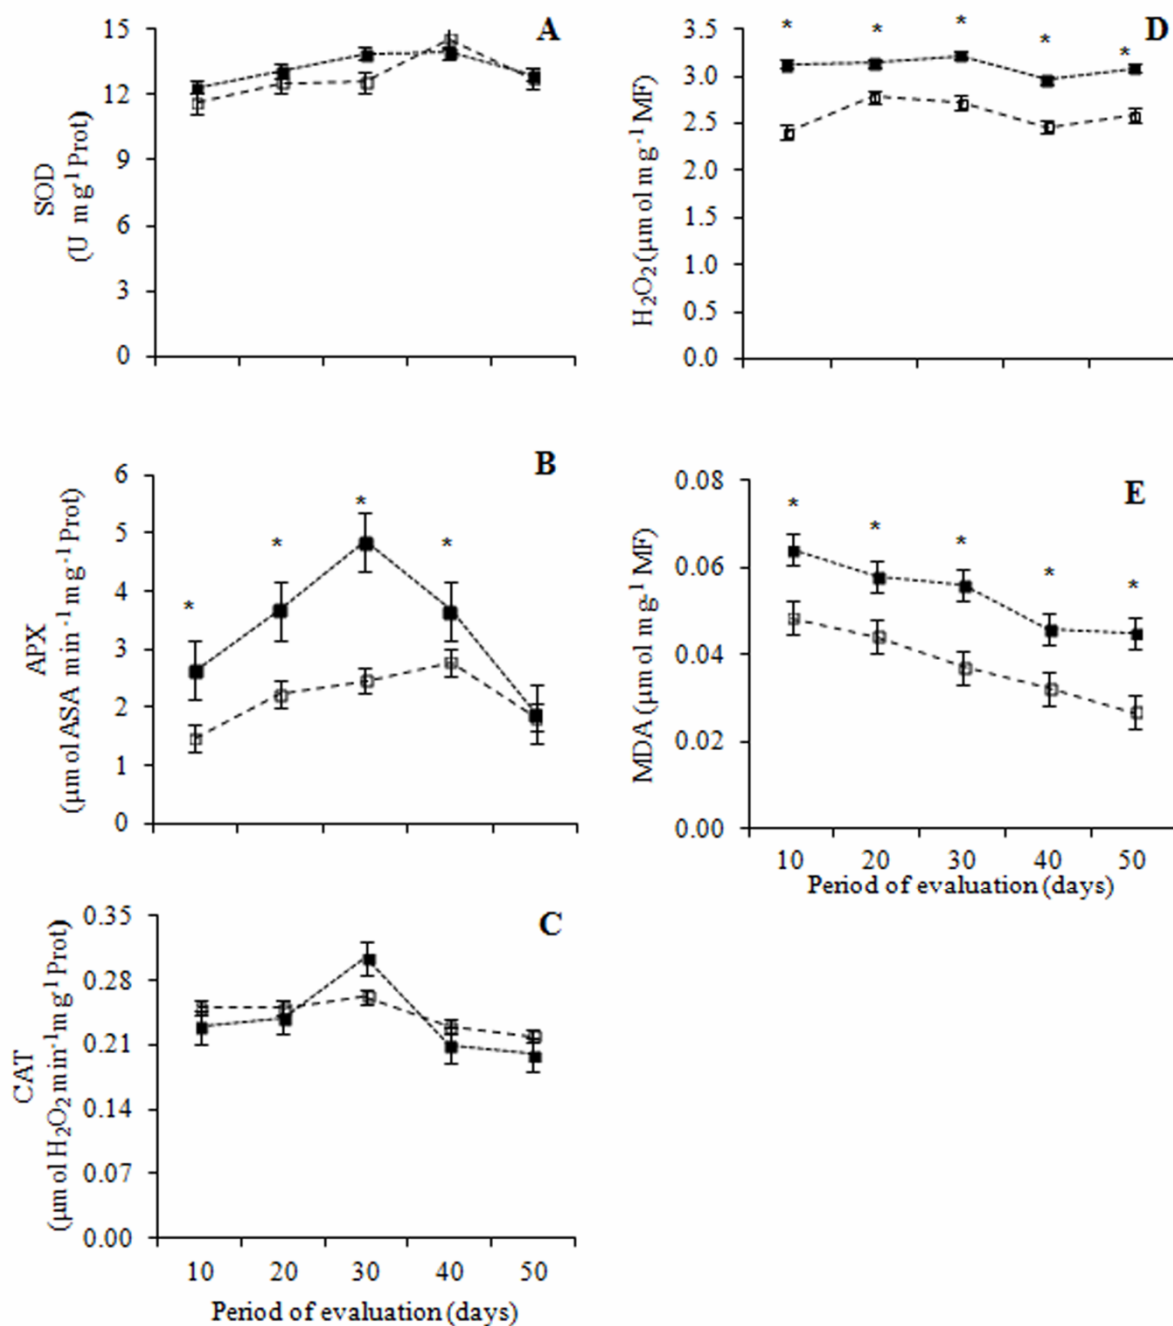 A
15
12
9
6
3
0
SOD
(U mg-1 Prot)
D
* * * * *
3.5
3.0
2.5
2.0
1.5
1.0
0.5
0.0
H2O2 (µmol mg-1 MF)
B
* * * *
6
5
4
3
2
1
0
APX
(µmol ASA min-1 mg-1 Prot)
E
* * * * *
0.08
0.06
0.04
0.02
0.00
MDA (µmol mg-1 MF)
10 20 30 40 50
Period of evaluation (days)
C
0.35
0.28
0.21
0.14
0.07
0.00
CAT
(µmol H2O2 min-1 mg-1 Prot)
10 20 30 40 50
Period of evaluation (days)